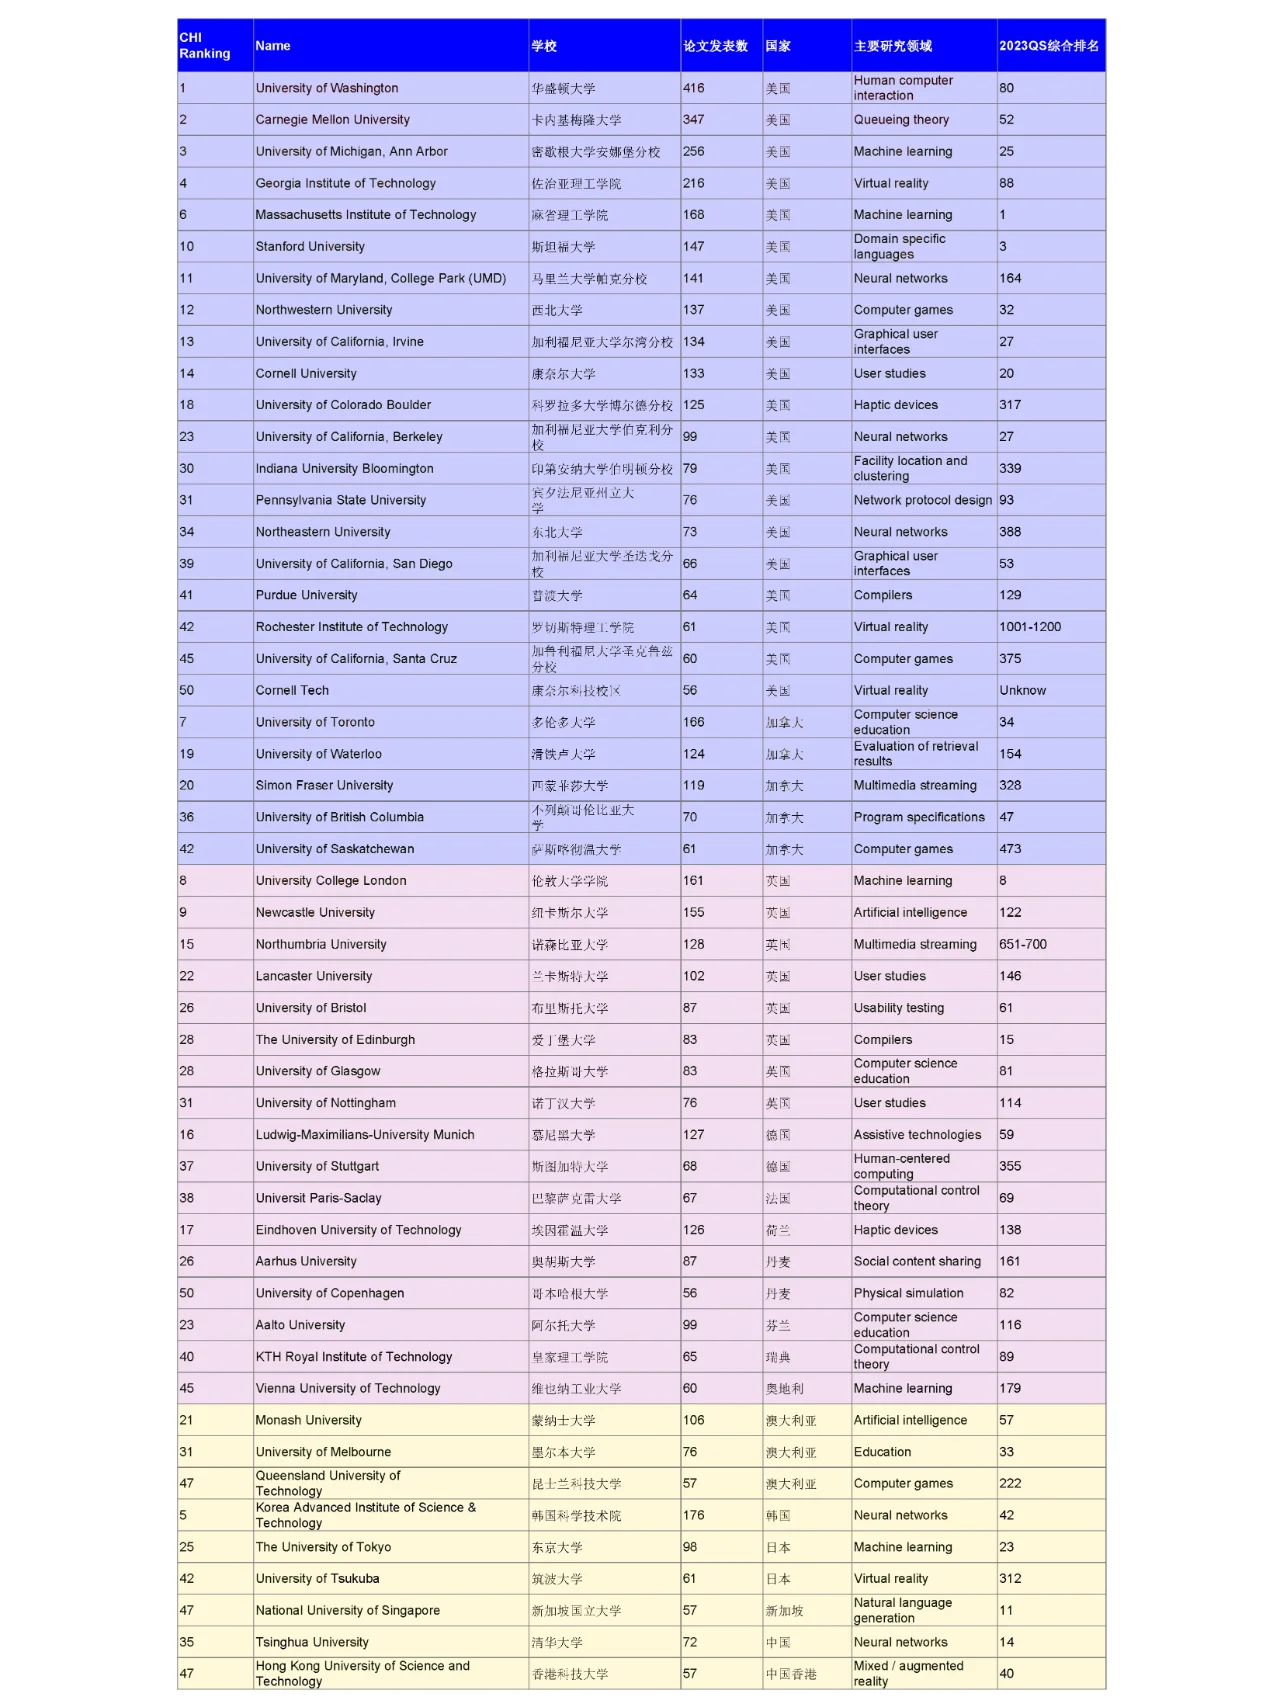 CHI Ranking Name 学校 论文发表数 国家 主要研究领域 2023QS综合排名
1 University of Washington 华盛顿大学 416 美国 Human computer interaction 80
2 Carnegie Mellon University 卡内基梅隆大学 347 美国 Queueing theory 52
3 University of Michigan, Ann Arbor 密歇根大学安娜堡分校 256 美国 Machine learning 25
4 Georgia Institute of Technology 佐治亚理工学院 216 美国 Virtual reality 88
6 Massachusetts Institute of Technology 麻省理工学院 168 美国 Machine learning 1
10 Stanford University 斯坦福大学 147 美国 Domain specific languages 3
11 University of Maryland, College Park (UMD) 马里兰大学帕克分校 141 美国 Neural networks 164
12 Northwestern University 西北大学 137 美国 Computer games 32
13 University of California, Irvine 加利福尼亚大学尔湾分校 134 美国 Graphical user interfaces 27
14 Cornell University 康奈尔大学 133 美国 User studies 20
18 University of Colorado Boulder 科罗拉多大学博尔德分校 125 美国 Haptic devices 317
23 University of California, Berkeley 加利福尼亚大学伯克利分校 99 美国 Neural networks 27
30 Indiana University Bloomington 印第安纳大学伯明顿分校 79 美国 Facility location and clustering 339
31 Pennsylvania State University 宾夕法尼亚州立大学 76 美国 Network protocol design 93
34 Northeastern University 东北大学 73 美国 Neural networks 388
39 University of California, San Diego 加利福尼亚大学圣迭戈分校 66 美国 Graphical user interfaces 53
41 Purdue University 普渡大学 64 美国 Compilers 129
42 Rochester Institute of Technology 罗切斯特理工学院 61 美国 Virtual reality 1001-1200
45 University of California, Santa Cruz 加鲁利福尼大学圣克鲁兹分校 60 美国 Computer games 375
50 Cornell Tech 康奈尔科技校区 56 美国 Virtual reality Unknow
7 University of Toronto 多伦多大学 166 加拿大 Computer science education 34
19 University of Waterloo 滑铁卢大学 124 加拿大 Evaluation of retrieval results 154
20 Simon Fraser University 西蒙菲莎大学 119 加拿大 Multimedia streaming 328
36 University of British Columbia 不列颠哥伦比亚大学 70 加拿大 Program specifications 47
42 University of Saskatchewan 萨斯喀彻温大学 61 加拿大 Computer games 473
8 University College London 伦敦大学学院 161 英国 Machine learning 8
9 Newcastle University 纽卡斯尔大学 155 英国 Artificial intelligence 122
15 Northumbria University 诺森比亚大学 128 英国 Multimedia streaming 651-700
22 Lancaster University 兰卡斯特大学 102 英国 User studies 146
26 University of Bristol 布里斯托大学 87 英国 Usability testing 61
28 The University of Edinburgh 爱丁堡大学 83 英国 Compilers 15
28 University of Glasgow 格拉斯哥大学 83 英国 Computer science education 81
31 University of Nottingham 诺丁汉大学 76 英国 User studies 114
16 Ludwig-Maximilians-University Munich 慕尼黑大学 127 德国 Assistive technologies 59
37 University of Stuttgart 斯图加特大学 68 德国 Human-centered computing 355
38 Universit Paris-Saclay 巴黎萨克雷大学 67 法国 Computational control theory 69
17 Eindhoven University of Technology 埃因霍温大学 126 荷兰 Haptic devices 138
26 Aarhus University 奥胡斯大学 87 丹麦 Social content sharing 161
50 University of Copenhagen 哥本哈根大学 56 丹麦 Physical simulation 82
23 Aalto University 阿尔托大学 99 芬兰 Computer science education 116
40 KTH Royal Institute of Technology 皇家理工学院 65 瑞典 Computational control theory 89
45 Vienna University of Technology 维也纳工业大学 60 奥地利 Machine learning 179
21 Monash University 蒙纳士大学 106 澳大利亚 Artificial intelligence 57
31 University of Melbourne 墨尔本大学 76 澳大利亚 Education 33
47 Queensland University of Technology 昆士兰科技大学 57 澳大利亚 Computer games 222
5 Korea Advanced Institute of Science & Technology 韩国科学技术院 176 韩国 Neural networks 42
25 The University of Tokyo 东京大学 98 日本 Machine learning 23
42 University of Tsukuba 筑波大学 61 日本 Virtual reality 312
47 National University of Singapore 新加坡国立大学 57 新加坡 Natural language generation 11
35 Tsinghua University 清华大学 72 中国 Neural networks 14
47 Hong Kong University of Science and Technology 香港科技大学 57 中国香港 Mixed / augmented reality 40